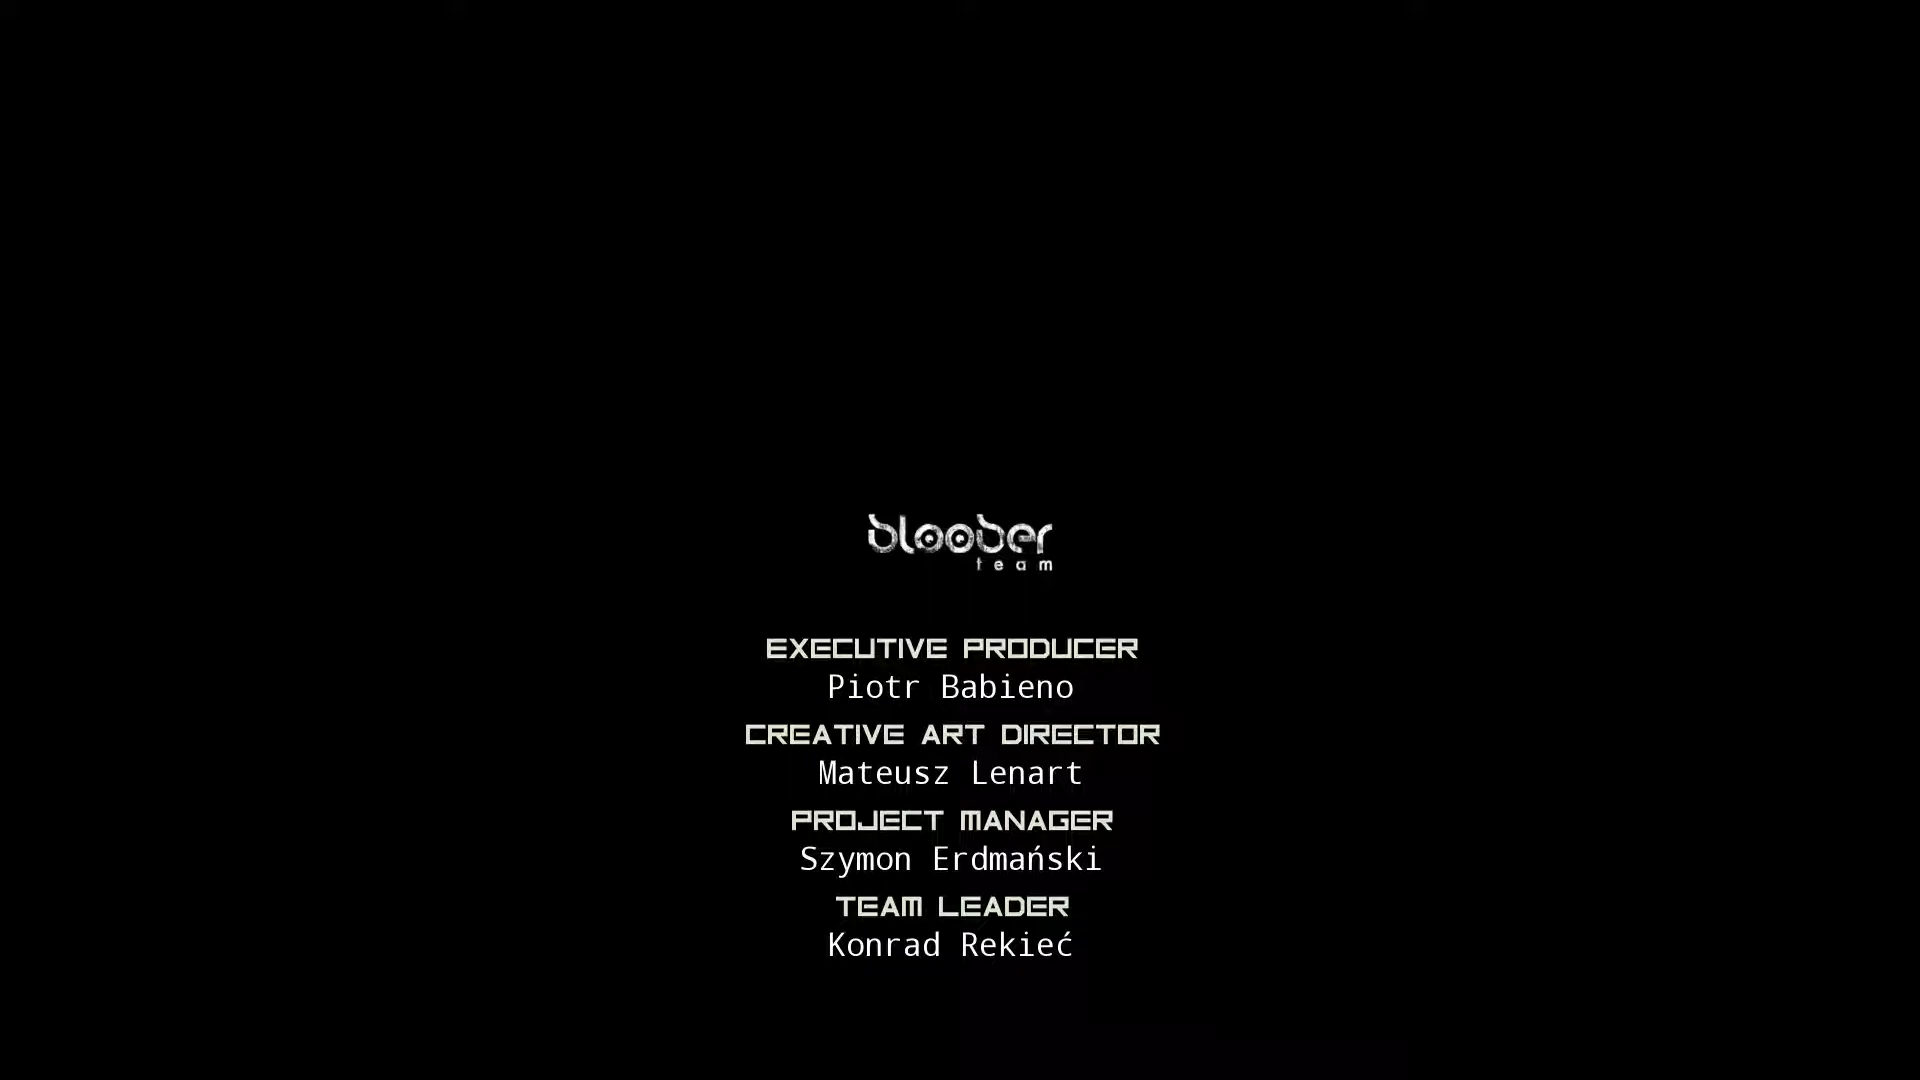 bloober
team
EXECUTIVE PRODUCER
Piotr Babieno
CREATIVE ART DIRECTOR
Mateusz Lenart
PROJECT MANAGER
Szymon Erdmański
TEAM LEADER
Konrad Rekieć